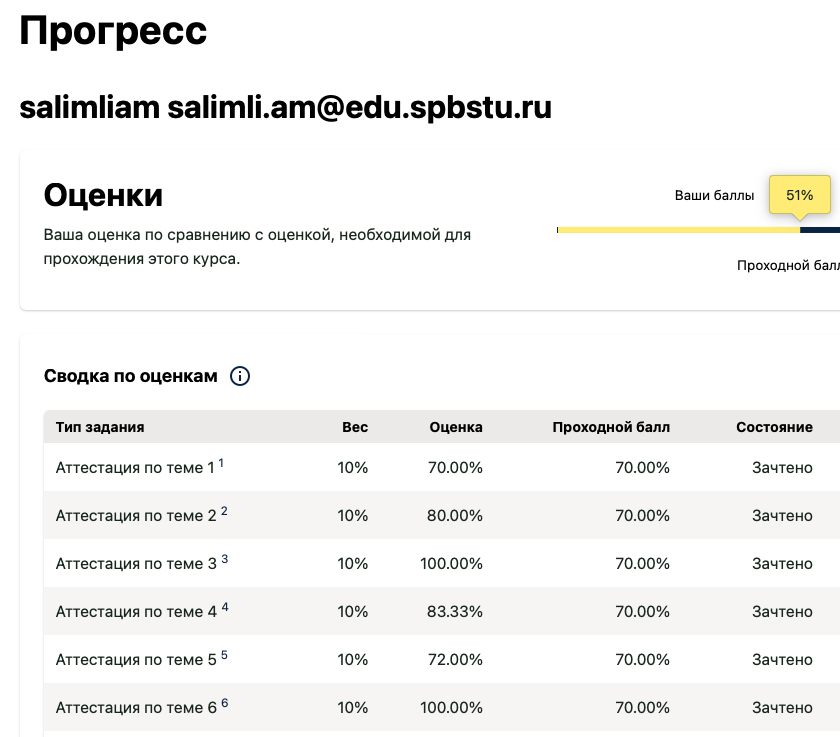 Прогресс
salimliam salimli.am@edu.spbstu.ru
Оценки
Ваша оценка по сравнению с оценкой, необходимой для
прохождения этого курса.
Ваши баллы 51%
Проходной балл
Сводка по оценкам
Тип задания Вес Оценка Проходной балл Состояние
Аттестация по теме 1 1 10% 70.00% 70.00% Зачтено
Аттестация по теме 2 2 10% 80.00% 70.00% Зачтено
Аттестация по теме 3 3 10% 100.00% 70.00% Зачтено
Аттестация по теме 4 4 10% 83.33% 70.00% Зачтено
Аттестация по теме 5 5 10% 72.00% 70.00% Зачтено
Аттестация по теме 6 6 10% 100.00% 70.00% Зачтено